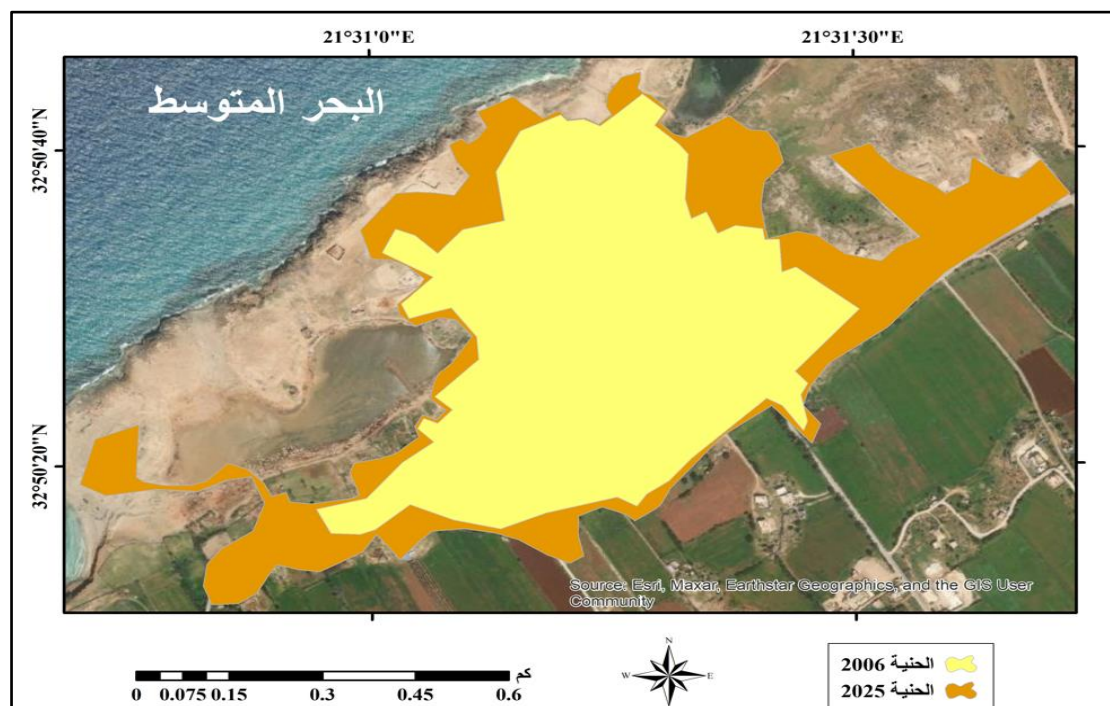 21°31'0"E
21°31'30"E
البحر المتوسط
32°50'40"N
32°50'20"N
Source: Esri, Maxar, Earthstar Geographics, and the GIS User
Community
كم
0 0.075 0.15 0.3 0.45 0.6
N
W E
S
الحنية 2006
الحنية 2025